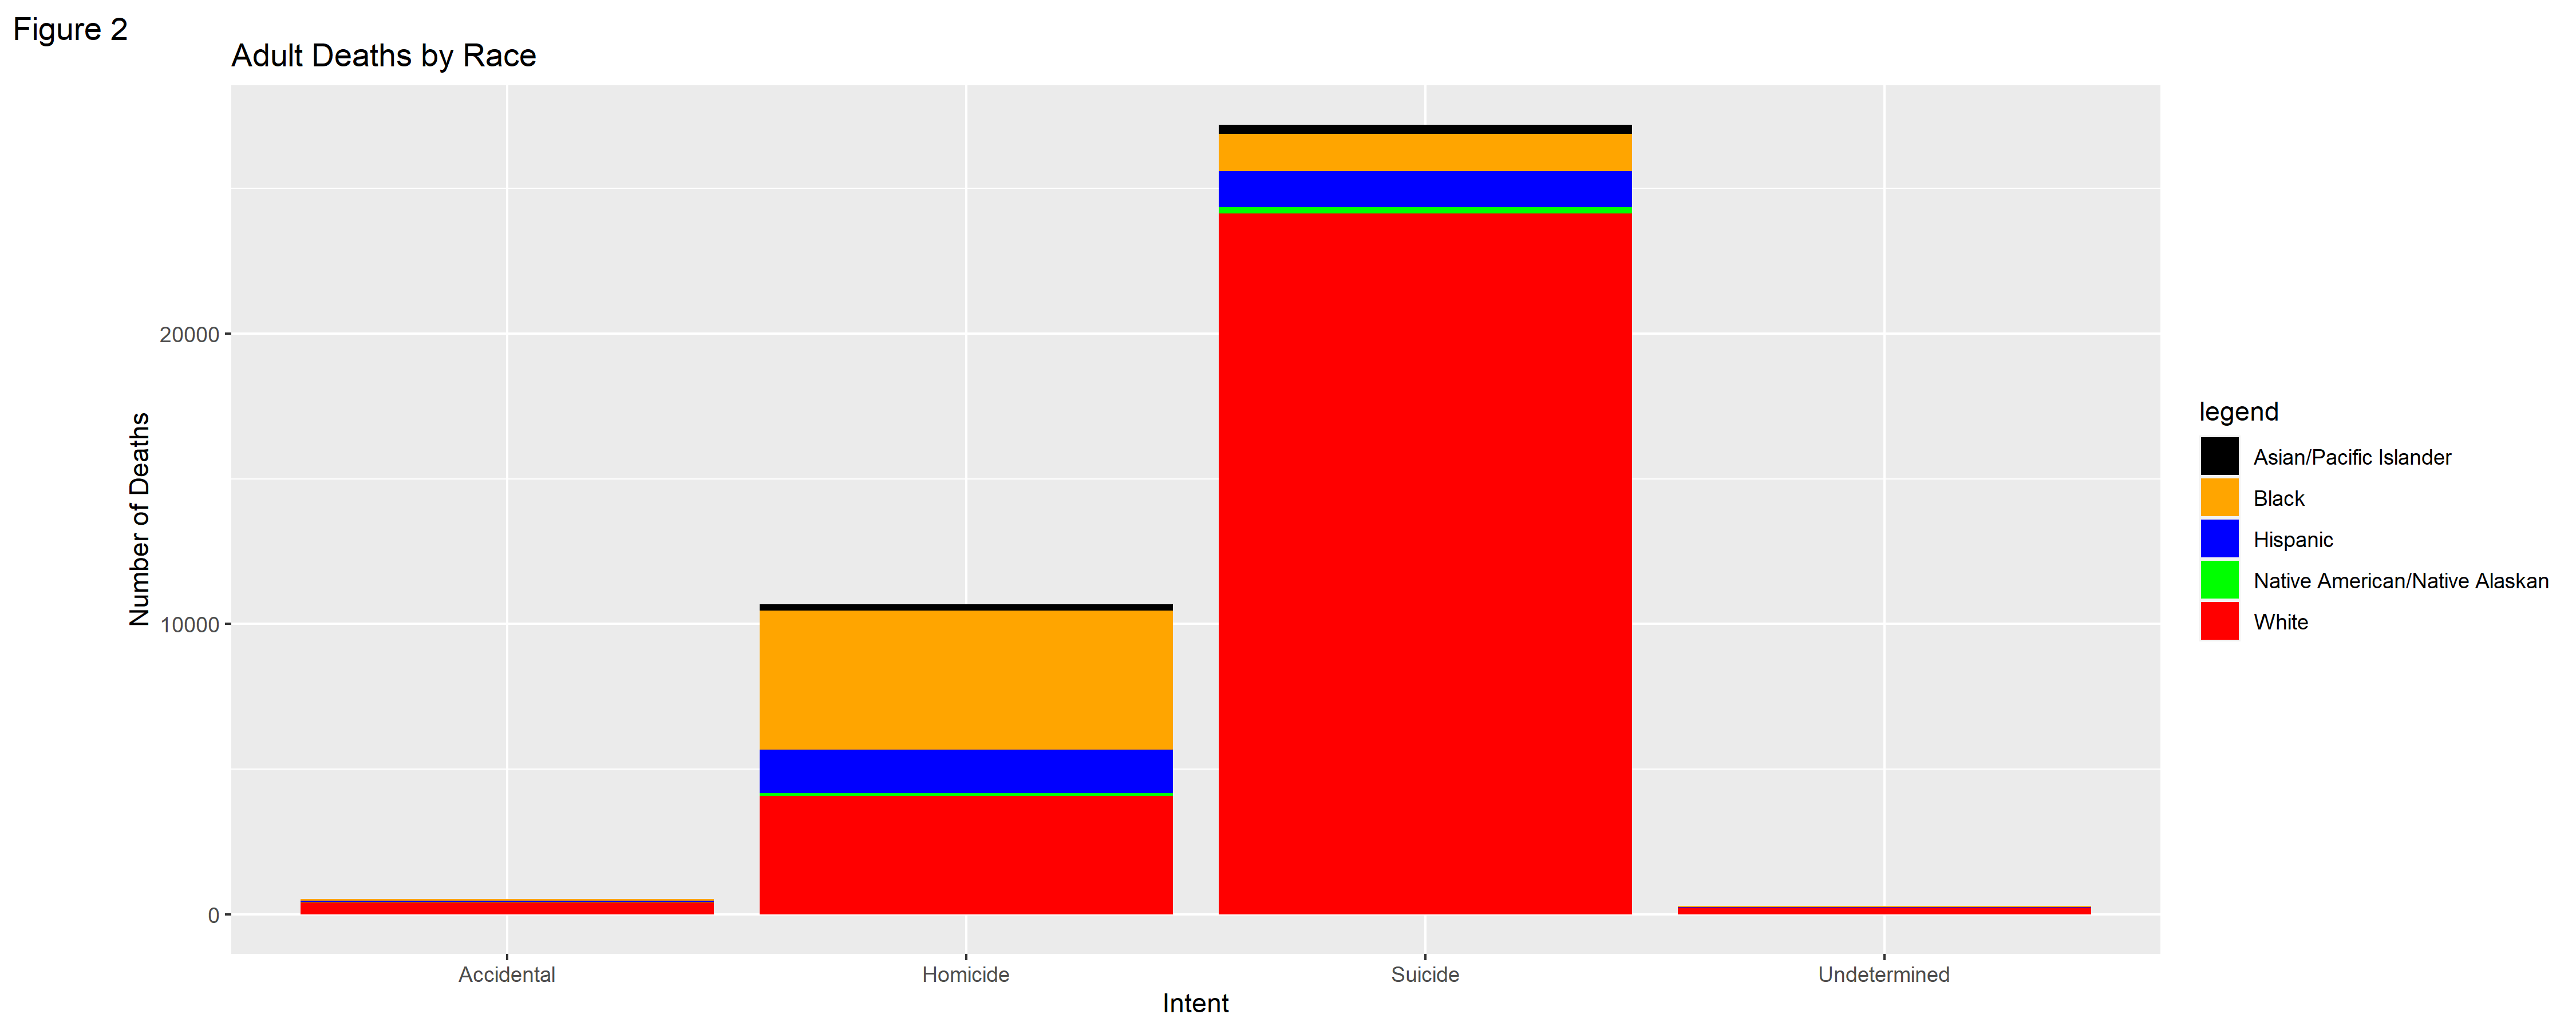 Figure 2
Adult Deaths by Race
Number of Deaths
20000
10000
0
Accidental
Homicide
Suicide
Undetermined
Intent
legend
Asian/Pacific Islander
Black
Hispanic
Native American/Native Alaskan
White